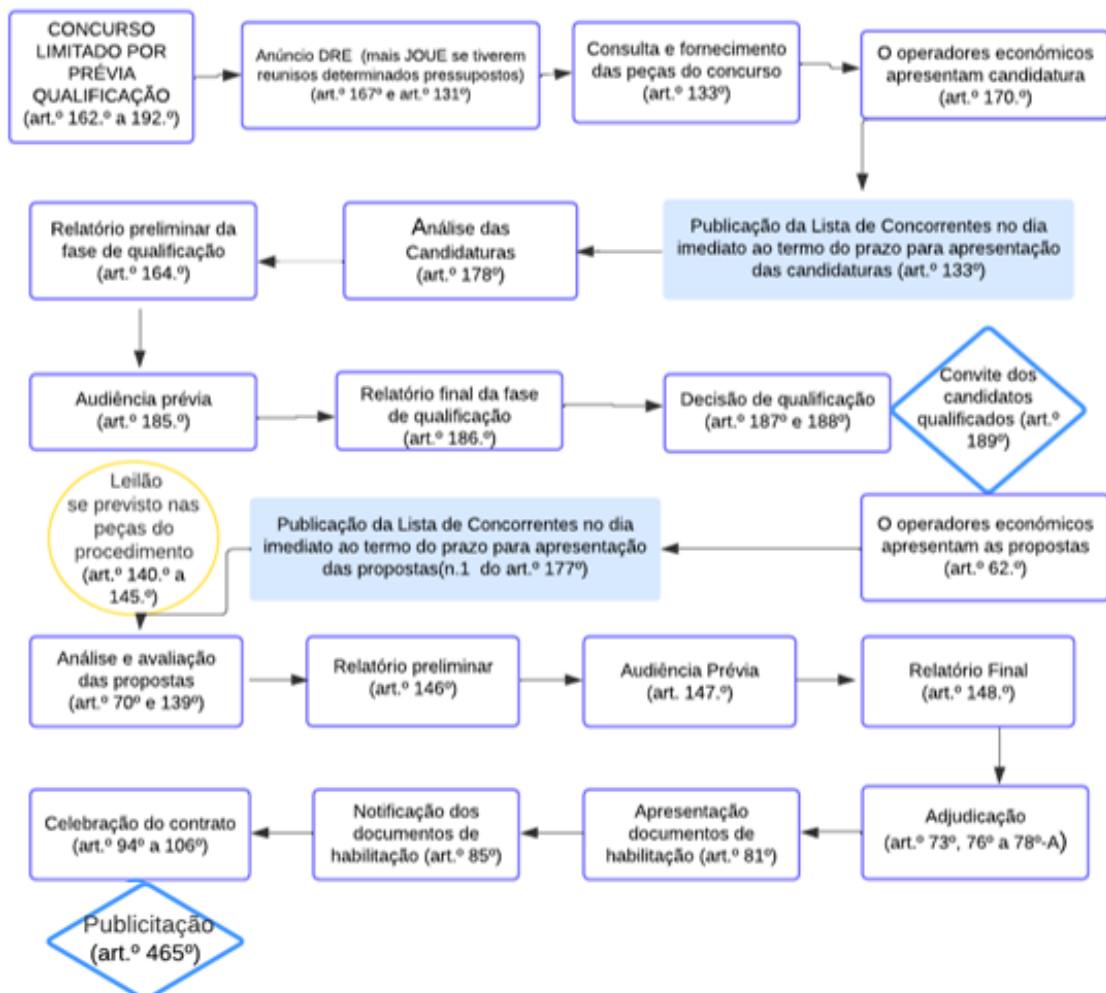 CONCURSO
LIMITADO POR
PRÉVIA
QUALIFICAÇÃO
(art.º 162.º a 192.º)
Anúncio DRE (mais JOUE se tiverem
reunisos determinados pressupostos)
(art.º 167º e art.º 131º)
Consulta e fornecimento
das peças do concurso
(art.º 133º)
O operadores económicos
apresentam candidatura
(art.º 170.º)
Relatório preliminar da
fase de qualificação
(art.º 164.º)
Análise das
Candidaturas
(art.º 178º)
Publicação da Lista de Concorrentes no dia
imediato ao termo do prazo para apresentação
das candidaturas (art.º 133º)
Audiência prévia
(art.º 185.º)
Relatório final da fase
de qualificação
(art.º 186.º)
Decisão de qualificação
(art.º 187º e 188º)
Convite dos
candidatos
qualificados (art.º
189º)
Leilão
se previsto nas
peças do
procedimento
(art.º 140.º a
145.º)
Publicação da Lista de Concorrentes no dia
imediato ao termo do prazo para apresentação
das propostas(n.1 do art.º 177º)
O operadores económicos
apresentam as propostas
(art.º 62.º)
Análise e avaliação
das propostas
(art.º 70º e 139º)
Relatório preliminar
(art.º 146º)
Audiência Prévia
(art. 147.º)
Relatório Final
(art.º 148.º)
Celebração do contrato
(art.º 94º a 106º)
Notificação dos
documentos de
habilitação (art.º 85º)
Apresentação
documentos de
habilitação (art.º 81º)
Adjudicação
(art.º 73º, 76º a 78º-A)
Publicitação
(art.º 465º)